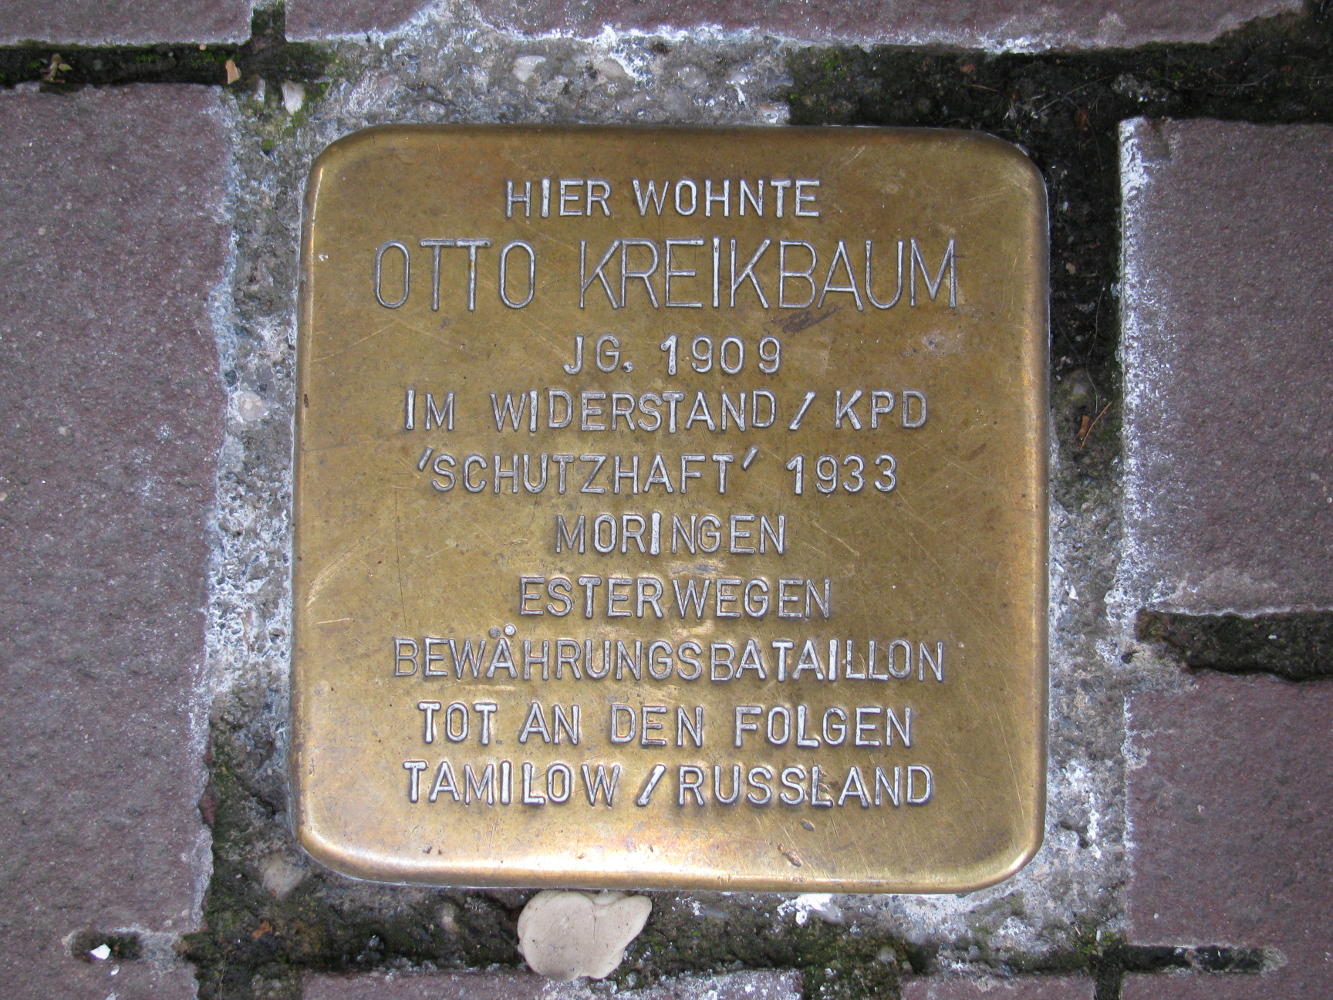 HIER WOHNTE
OTTO KREIKBAUM
JG. 1909
IM WIDERSTAND / KPD
'SCHUTZHAFT' 1933
MORINGEN
ESTERWEGEN
BEWÄHRUNGSBATAILLON
TOT AN DEN FOLGEN
TAMILOW / RUSSLAND